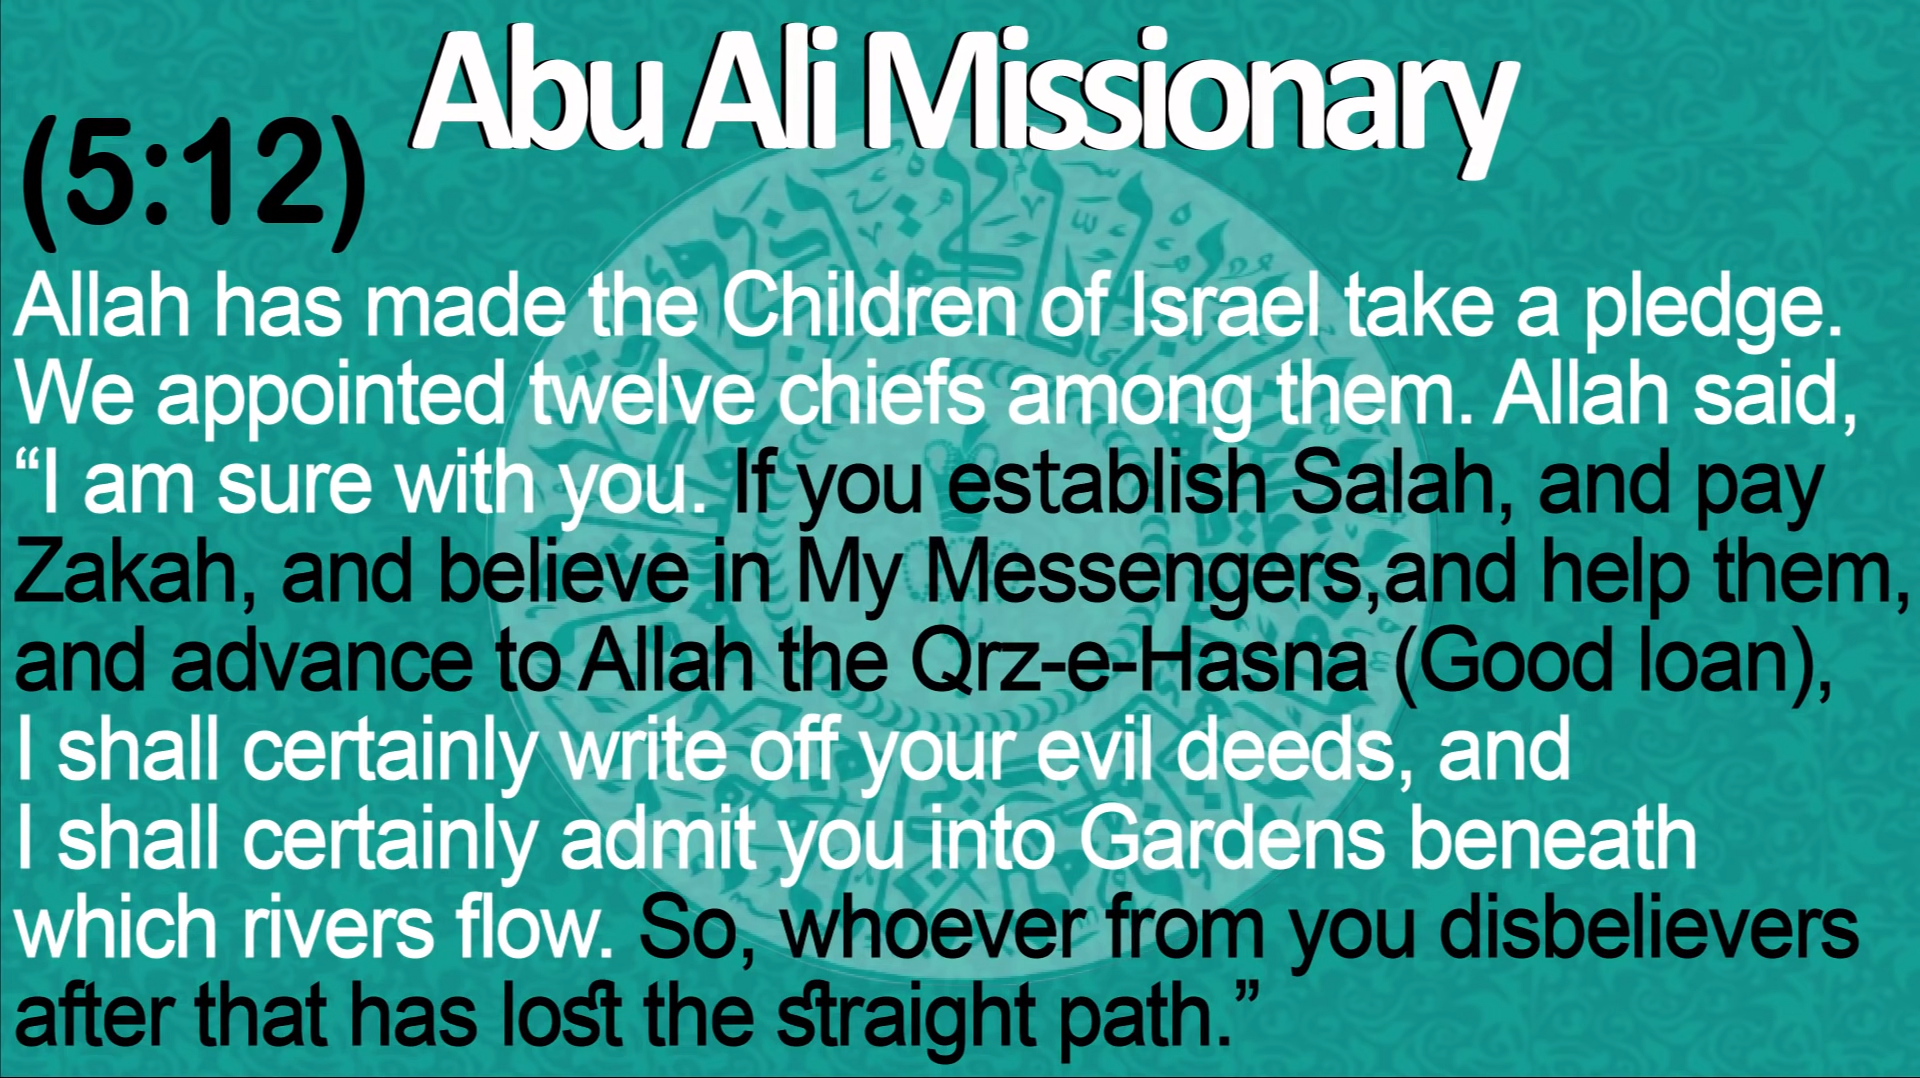 Abu Ali Missionary
(5:12)
Allah has made the Children of Israel take a pledge.
We appointed twelve chiefs among them. Allah said,
“I am sure with you. If you establish Salah, and pay
Zakah, and believe in My Messengers,and help them,
and advance to Allah the Qrz-e-Hasna (Good loan),
I shall certainly write off your evil deeds, and
I shall certainly admit you into Gardens beneath
which rivers flow. So, whoever from you disbelievers
after that has lost the straight path.”